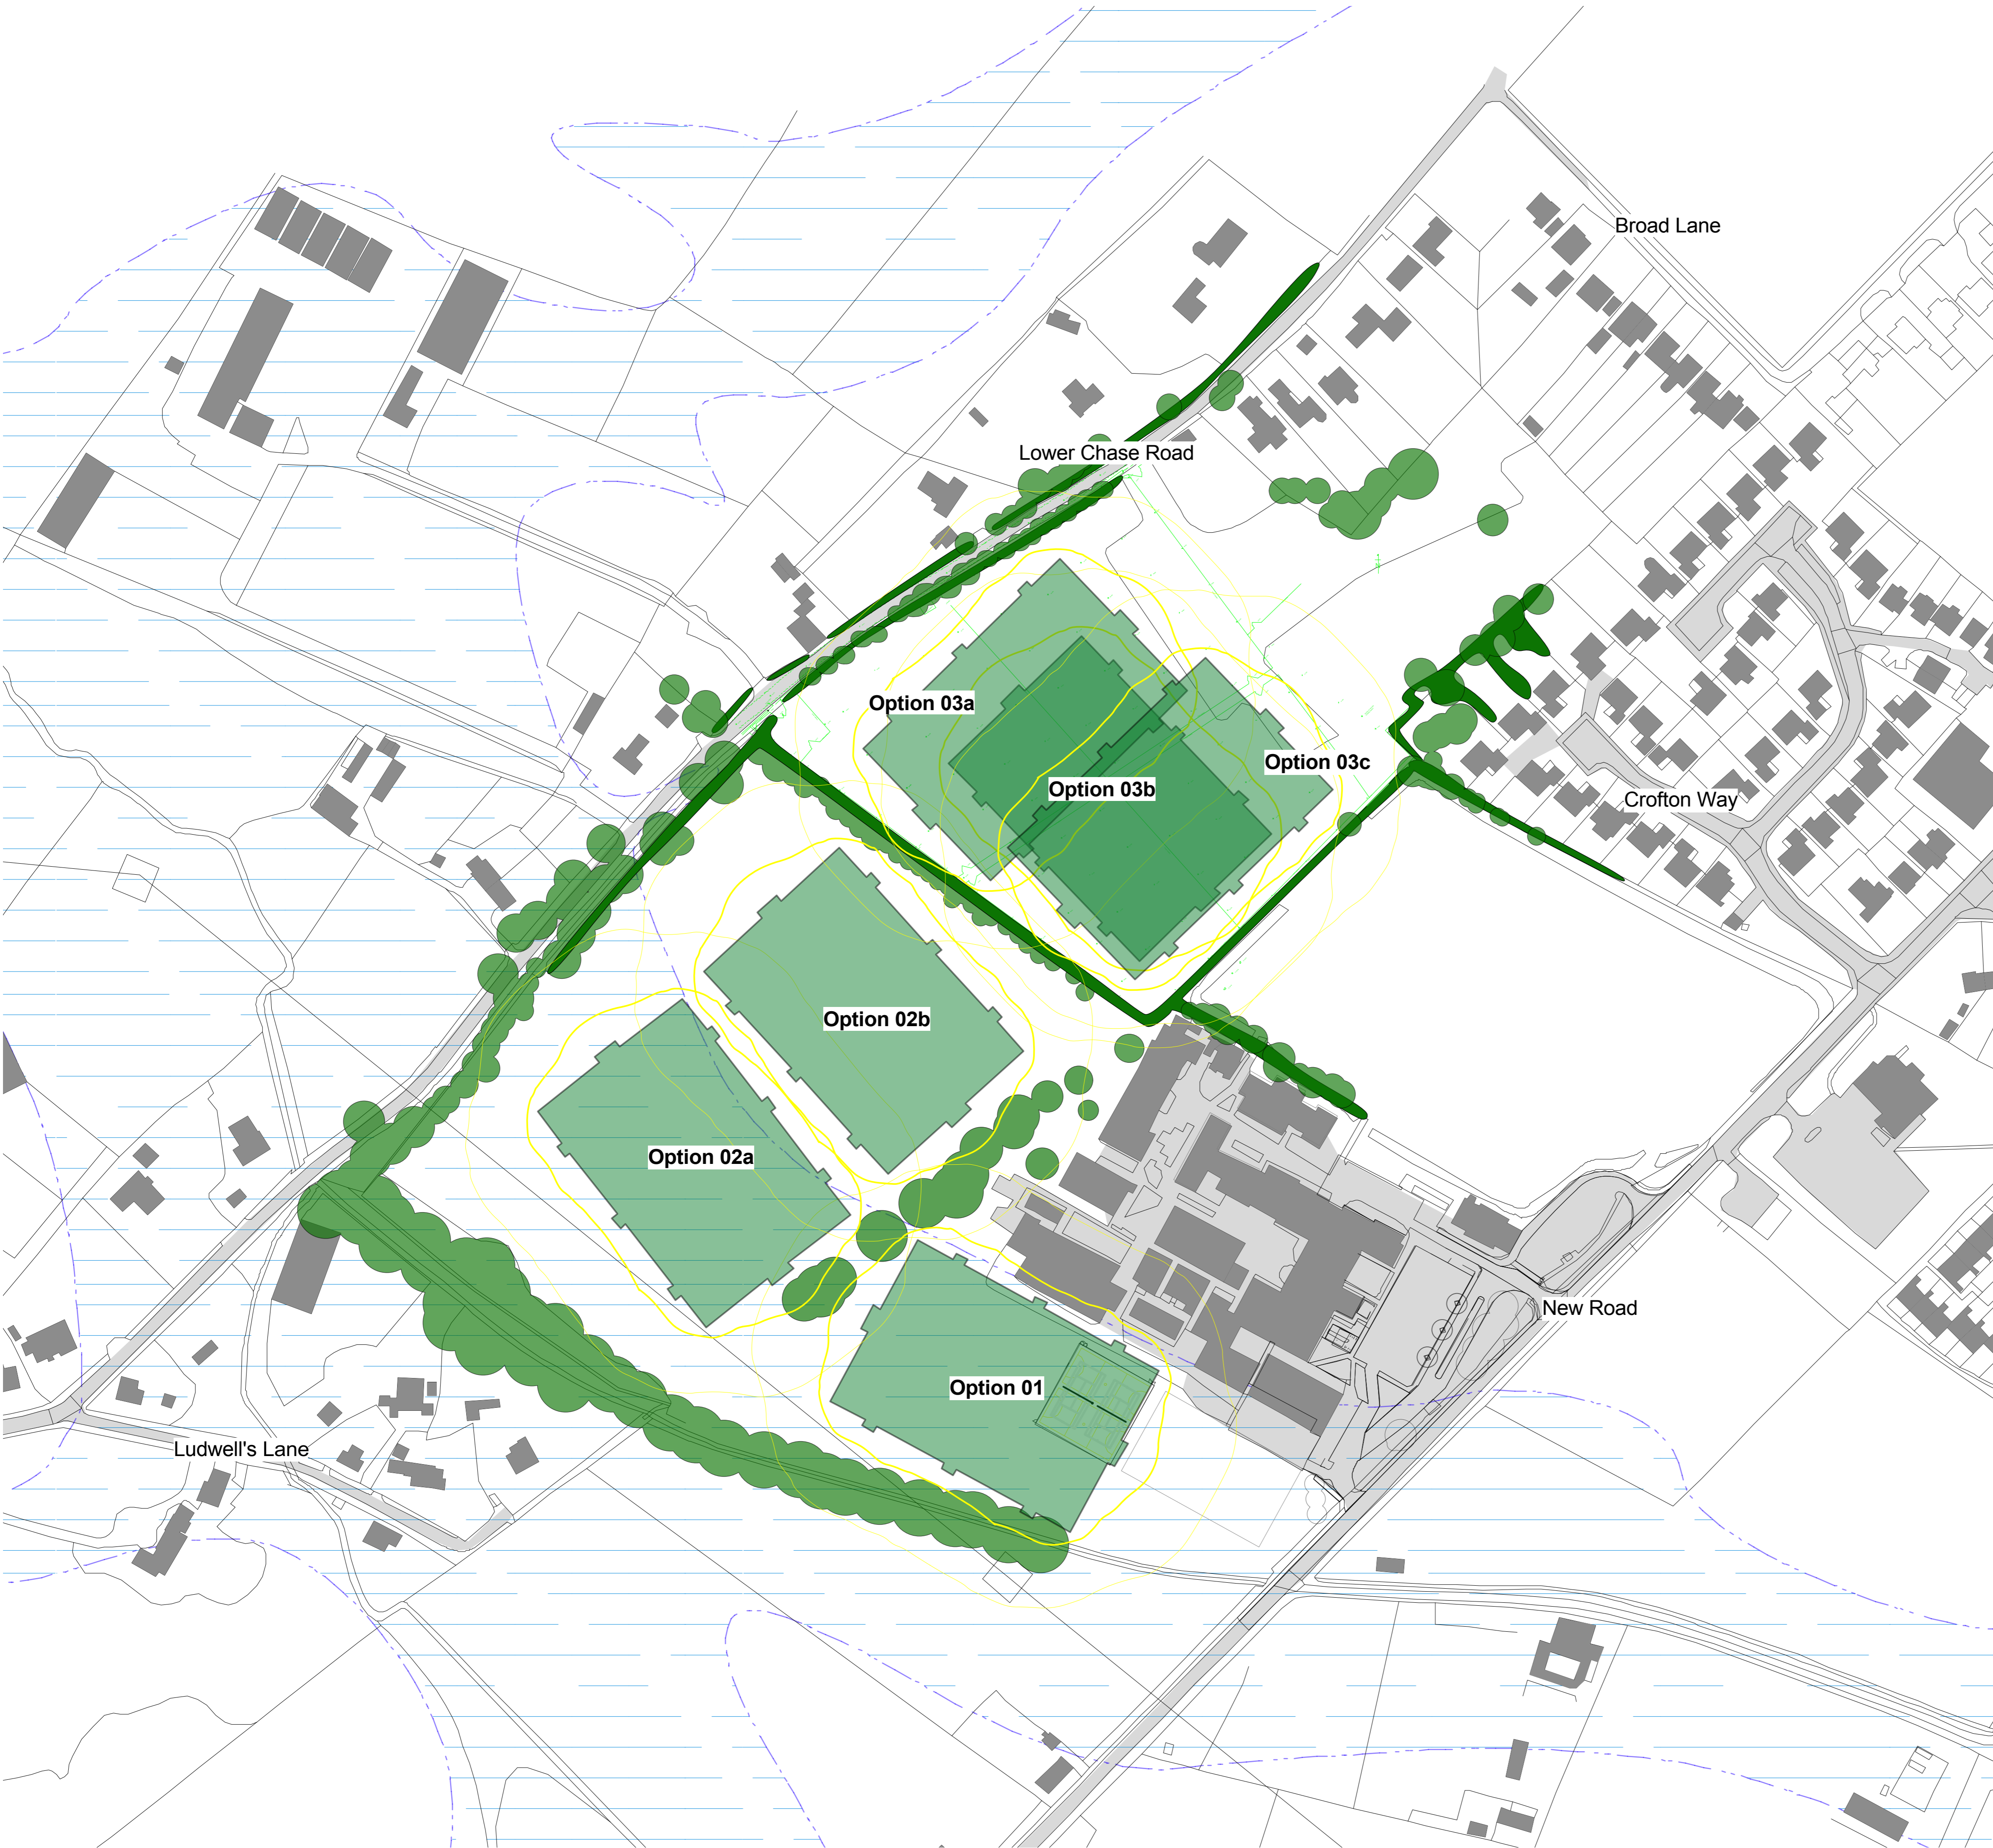 Broad Lane
Lower Chase Road
Option 03a
Option 03c
Option 03b
Crofton Way
Option 02b
Option 02a
New Road
Option 01
Ludwell's Lane